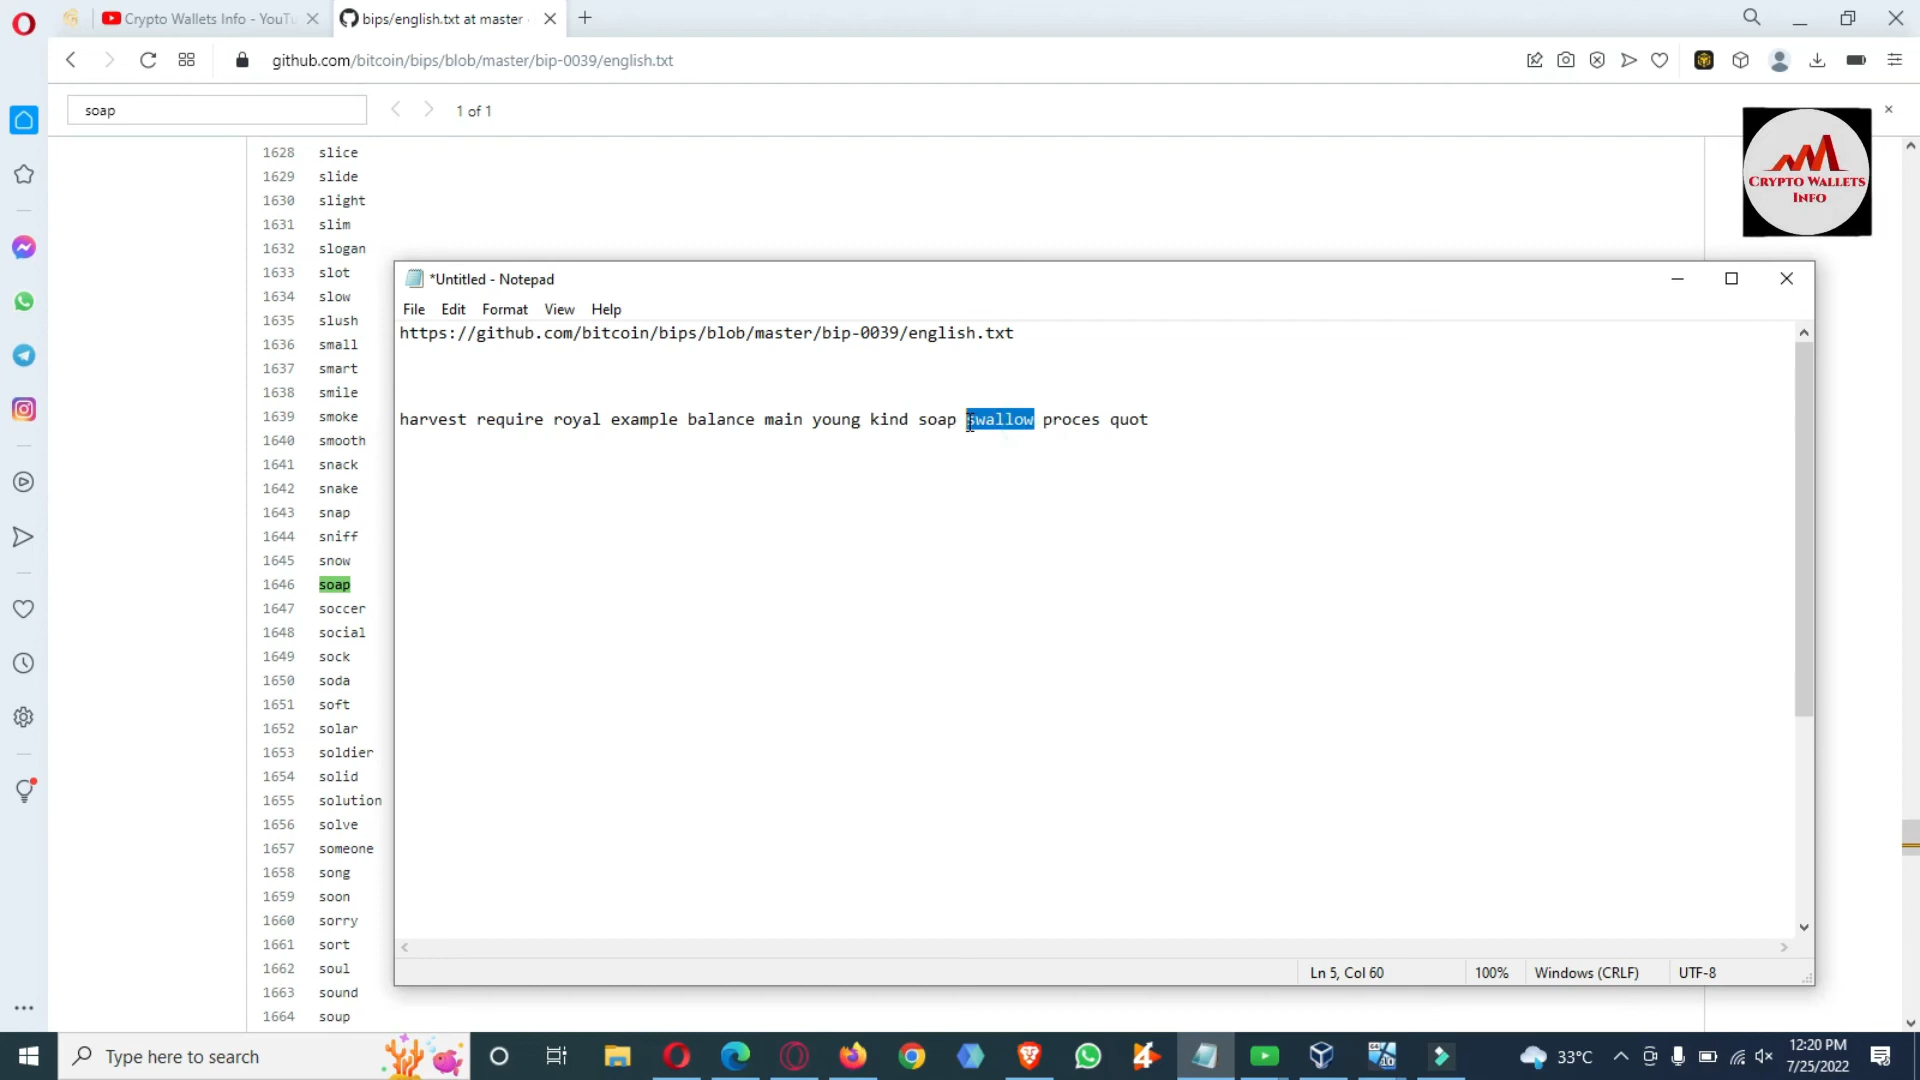 Crypto Wallets Info - YouTu
bips/english.txt at master
github.com/bitcoin/bips/blob/master/bip-0039/english.txt
soap
1 of 1
CRYPTO WALLETS
INFO
1628 slice
1629 slide
1630 slight
1631 slim
1632 slogan
1633 slot
1634 slow
1635 slush
1636 small
1637 smart
1638 smile
1639 smoke
1640 smooth
1641 snack
1642 snake
1643 snap
1644 sniff
1645 snow
1646 soap
1647 soccer
1648 social
1649 sock
1650 soda
1651 soft
1652 solar
1653 soldier
1654 solid
1655 solution
1656 solve
1657 someone
1658 song
1659 soon
1660 sorry
1661 sort
1662 soul
1663 sound
1664 soup
*Untitled - Notepad
File Edit Format View Help
https://github.com/bitcoin/bips/blob/master/bip-0039/english.txt
harvest require royal example balance main young kind soap swallow proces quot
Ln 5, Col 60 100% Windows (CRLF) UTF-8
Type here to search
33°C
12:20 PM
7/25/2022